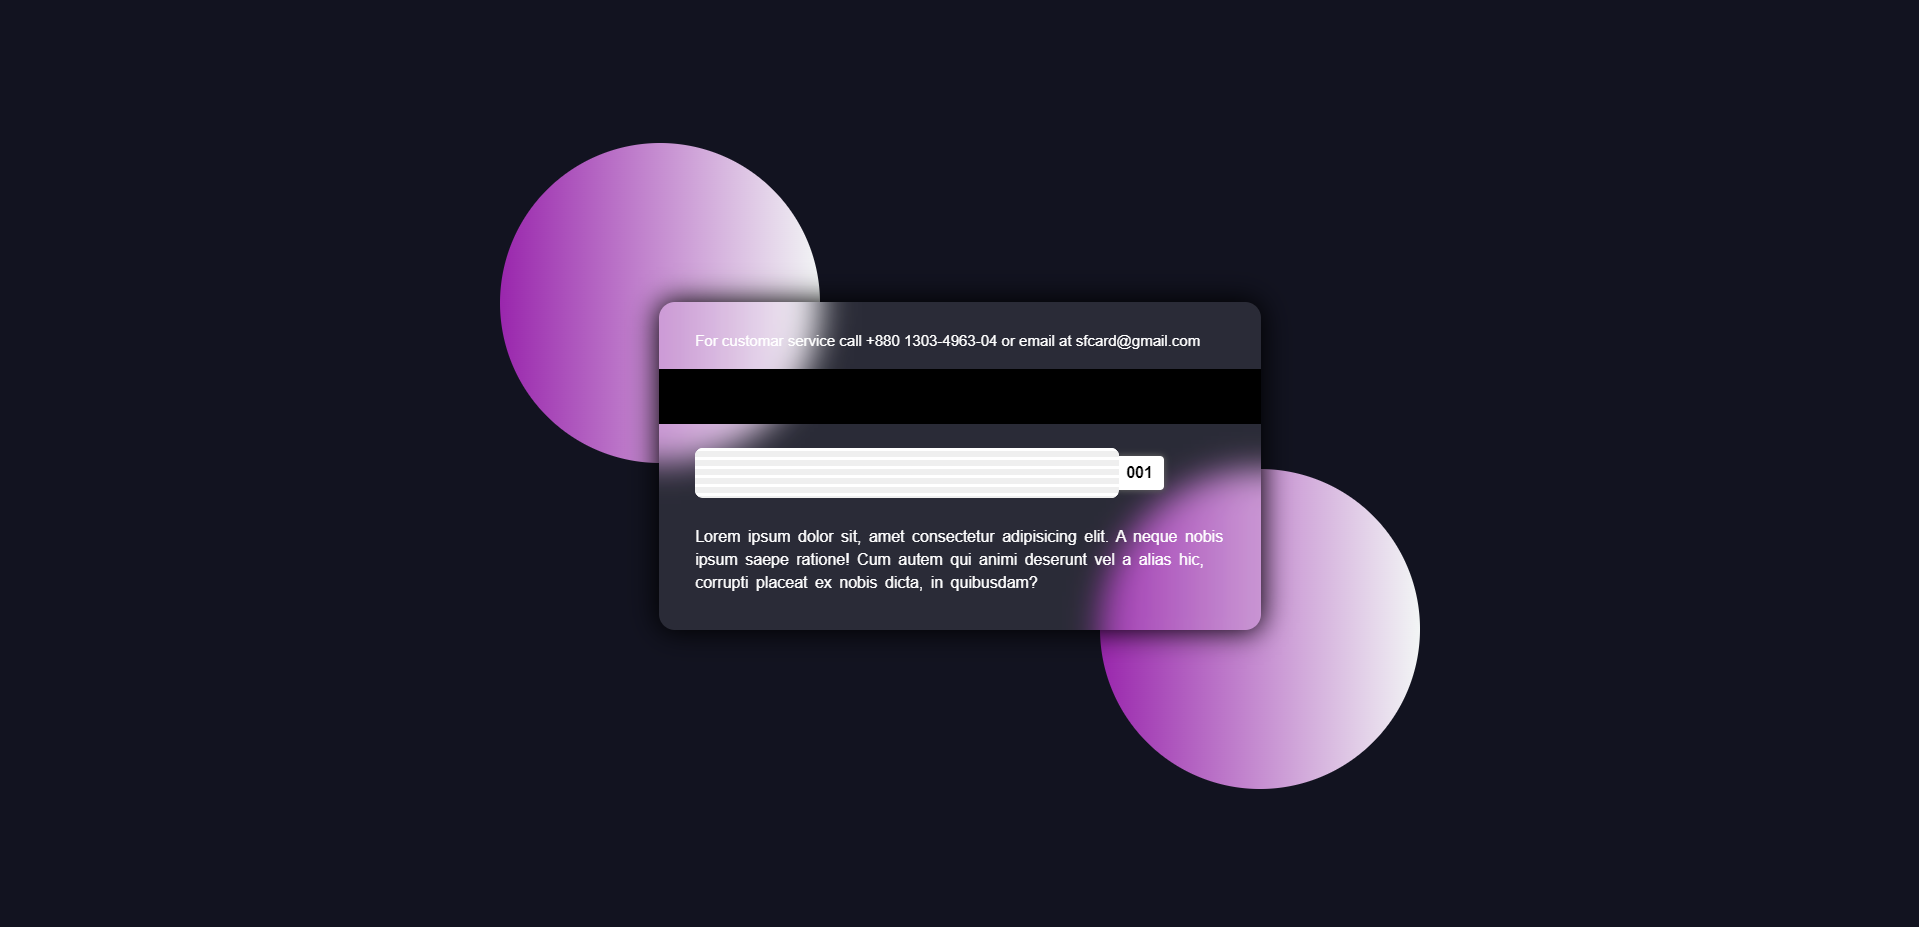 For customar service call +880 1303-4963-04 or email at sfcard@gmail.com
001
Lorem ipsum dolor sit, amet consectetur adipisicing elit. A neque nobis
ipsum saepe ratione! Cum autem qui animi deserunt vel a alias hic,
corrupti placeat ex nobis dicta, in quibusdam?